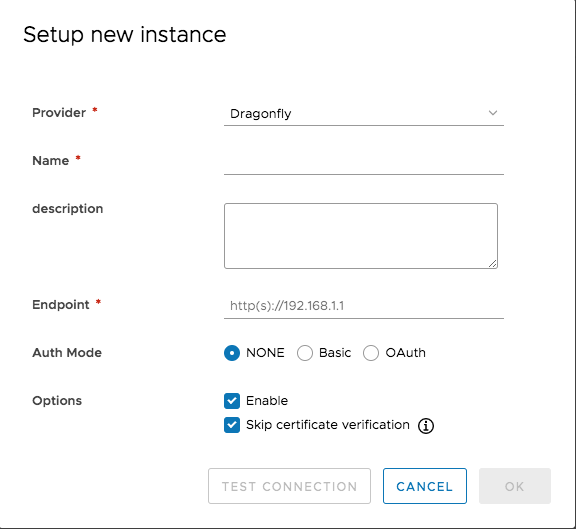 Setup new instance
Provider *
Dragonfly
Name *
description
Endpoint *
http(s)://192.168.1.1
Auth Mode
NONE Basic OAuth
Options
Enable
Skip certificate verification
TEST CONNECTION CANCEL OK